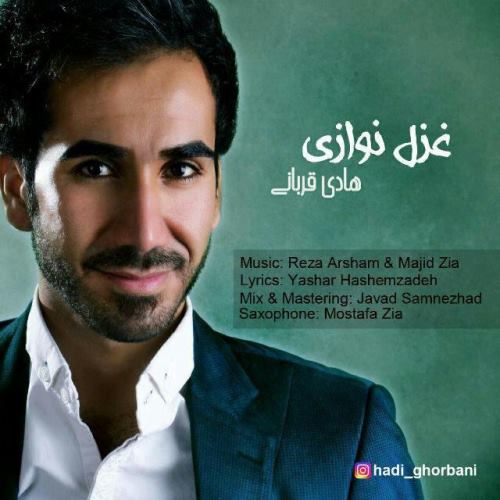 غزل نوازی
هادی قربانی
Music: Reza Arsham & Majid Zia
Lyrics: Yashar Hashemzadeh
Mix & Mastering: Javad Samnezhad
Saxophone: Mostafa Zia
hadi_ghorbani